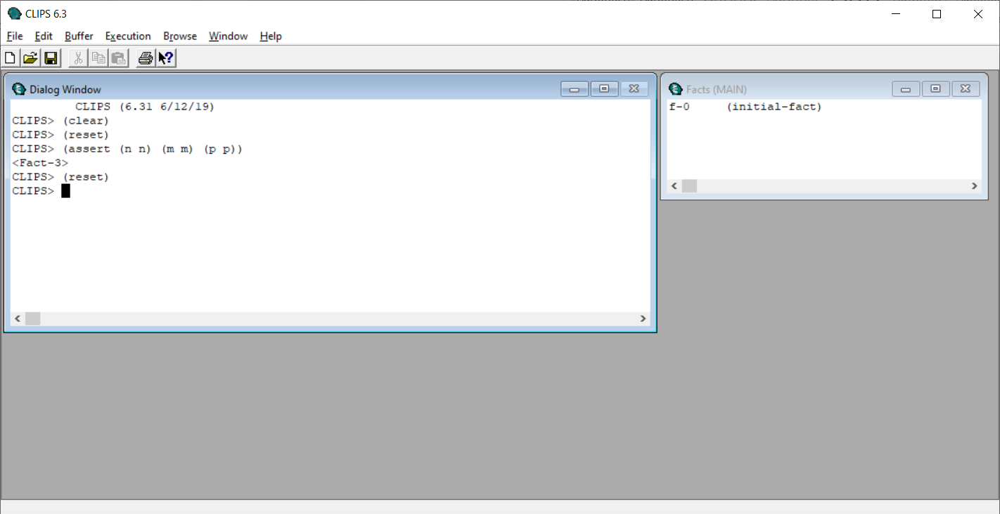 CLIPS 6.3
File Edit Buffer Execution Browse Window Help
Dialog Window
CLIPS (6.31 6/12/19)
CLIPS> (clear)
CLIPS> (reset)
CLIPS> (assert (n n) (m m) (p p))
<Fact-3>
CLIPS> (reset)
CLIPS>
Facts (MAIN)
f-0 (initial-fact)